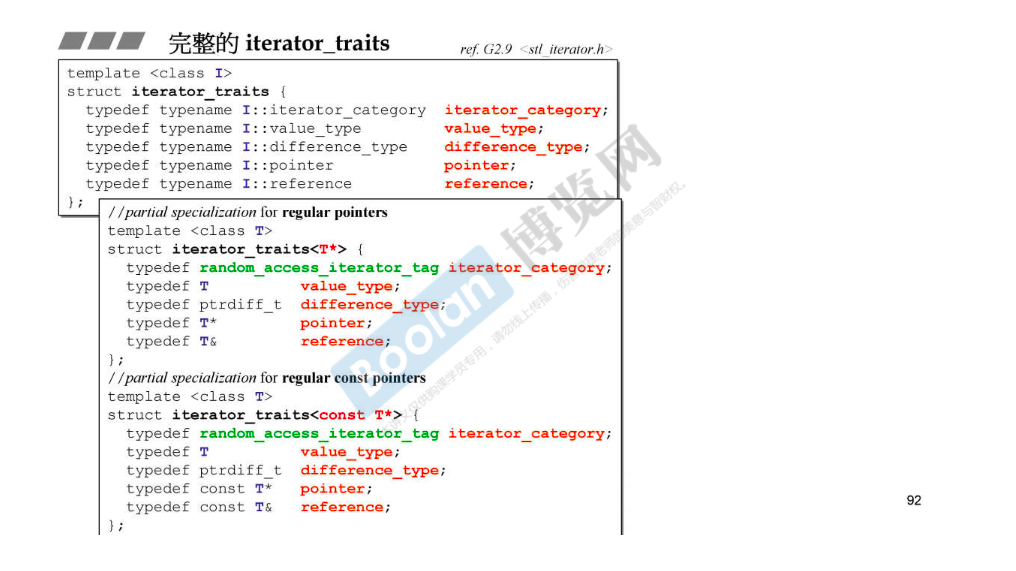 完整的 iterator_traits
ref. G2.9 <stl_iterator.h>
template <class I>
struct iterator_traits {
typedef typename I::iterator_category iterator_category;
typedef typename I::value_type value_type;
typedef typename I::difference_type difference_type;
typedef typename I::pointer pointer;
typedef typename I::reference reference;
};
//partial specialization for regular pointers
template <class T>
struct iterator_traits<T*> {
typedef random_access_iterator_tag iterator_category;
typedef T value_type;
typedef ptrdiff_t difference_type;
typedef T* pointer;
typedef T& reference;
};
//partial specialization for regular const pointers
template <class T>
struct iterator_traits<const T*> {
typedef random_access_iterator_tag iterator_category;
typedef T value_type;
typedef ptrdiff_t difference_type;
typedef const T* pointer;
typedef const T& reference;
};
Boolan 博览网
92